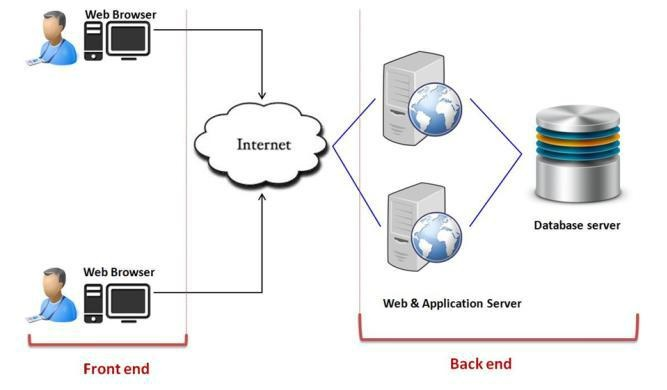 Web Browser
Internet
Database server
Web Browser
Web & Application Server
Front end
Back end